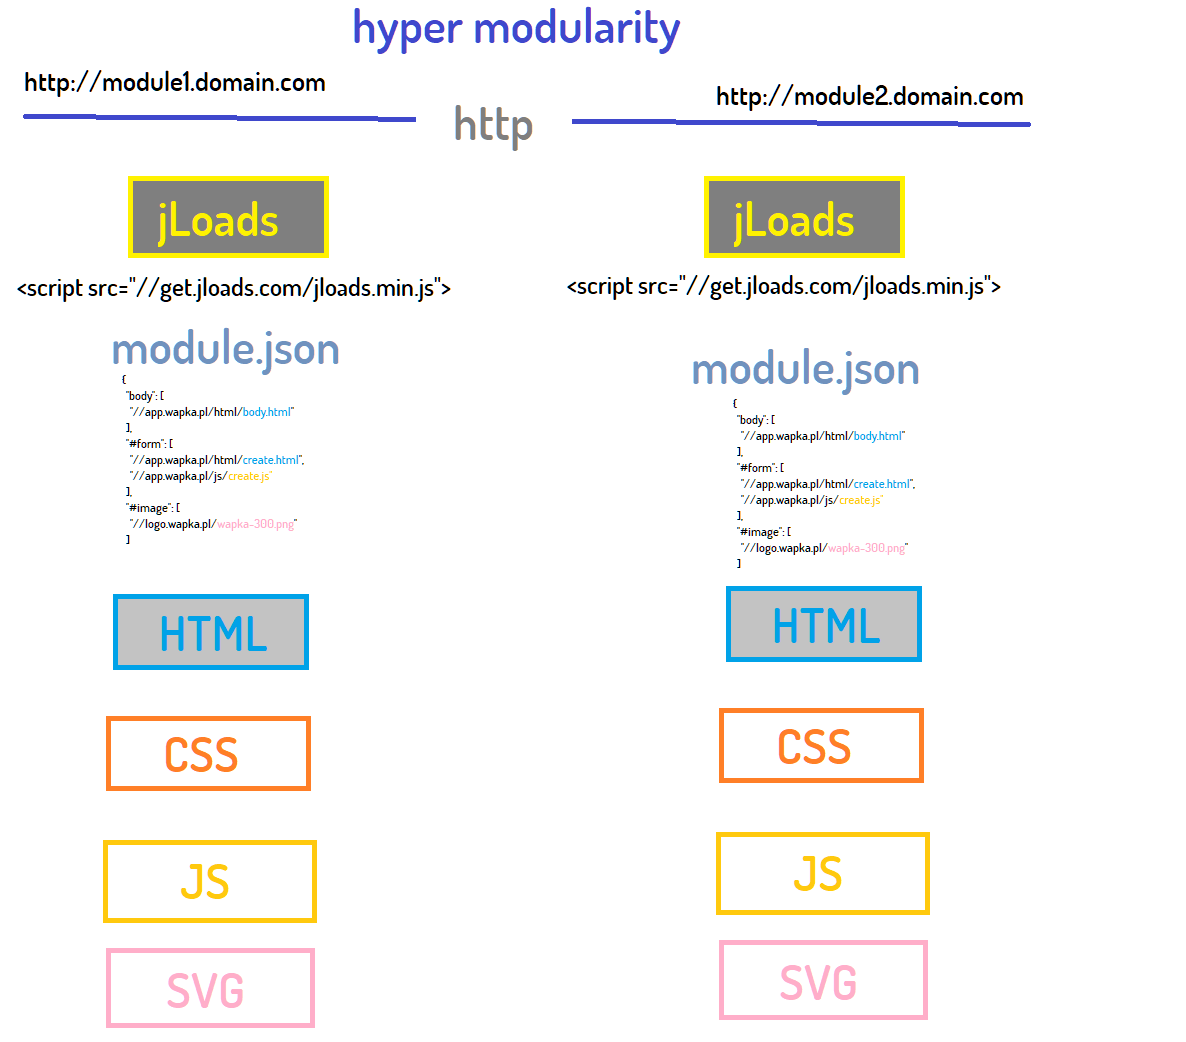 hyper modularity
http://module1.domain.com
http://module2.domain.com
http
jLoads
<script src="//get.jloads.com/jloads.min.js">
module.json
{
"body": [
"//app.wapka.pl/html/body.html"
],
"#form": [
"//app.wapka.pl/html/create.html",
"//app.wapka.pl/js/create.js"
],
"#image": [
"//logo.wapka.pl/wapka-300.png"
]
HTML
CSS
JS
SVG
jLoads
<script src="//get.jloads.com/jloads.min.js">
module.json
{
"body": [
"//app.wapka.pl/html/body.html"
],
"#form": [
"//app.wapka.pl/html/create.html",
"//app.wapka.pl/js/create.js"
],
"#image": [
"//logo.wapka.pl/wapka-300.png"
]
HTML
CSS
JS
SVG